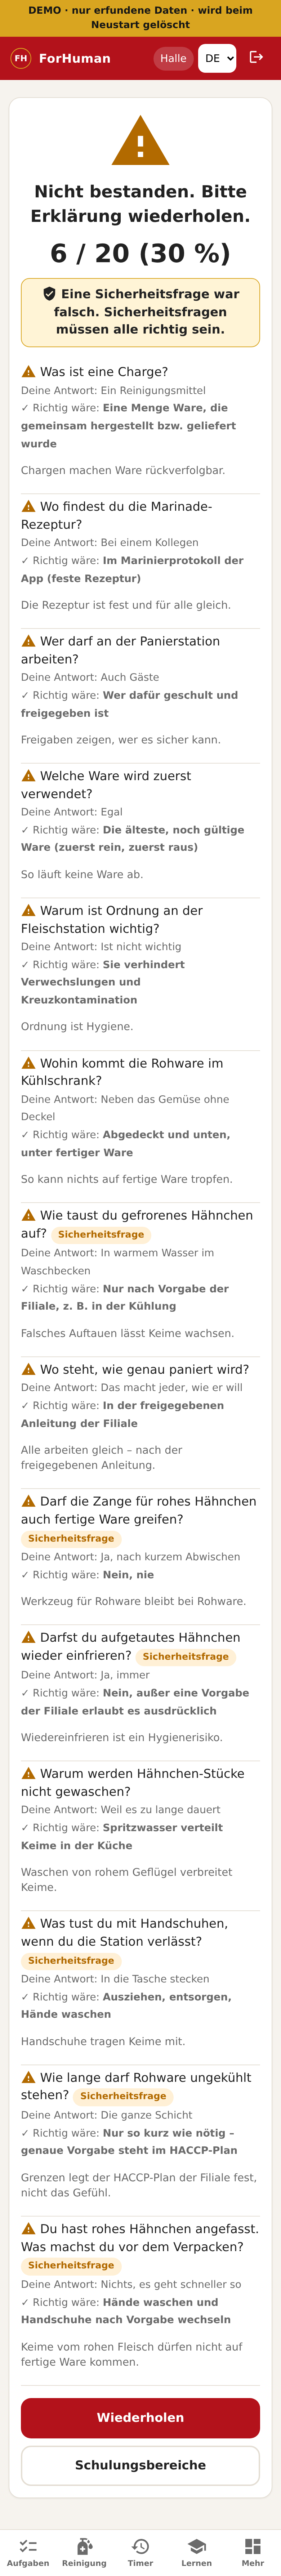 DEMO · nur erfundene Daten · wird beim
Neustart gelöscht
FH ForHuman Halle DE
Nicht bestanden. Bitte
Erklärung wiederholen.
6 / 20 (30 %)
Eine Sicherheitsfrage war
falsch. Sicherheitsfragen
müssen alle richtig sein.
Was ist eine Charge?
Deine Antwort: Ein Reinigungsmittel
✓ Richtig wäre: Eine Menge Ware, die
gemeinsam hergestellt bzw. geliefert
wurde
Chargen machen Ware rückverfolgbar.
Wo findest du die Marinade-
Rezeptur?
Deine Antwort: Bei einem Kollegen
✓ Richtig wäre: Im Marinierprotokoll der
App (feste Rezeptur)
Die Rezeptur ist fest und für alle gleich.
Wer darf an der Panierstation
arbeiten?
Deine Antwort: Auch Gäste
✓ Richtig wäre: Wer dafür geschult und
freigegeben ist
Freigaben zeigen, wer es sicher kann.
Welche Ware wird zuerst
verwendet?
Deine Antwort: Egal
✓ Richtig wäre: Die älteste, noch gültige
Ware (zuerst rein, zuerst raus)
So läuft keine Ware ab.
Warum ist Ordnung an der
Fleischstation wichtig?
Deine Antwort: Ist nicht wichtig
✓ Richtig wäre: Sie verhindert
Verwechslungen und
Kreuzkontamination
Ordnung ist Hygiene.
Wohin kommt die Rohware im
Kühlschrank?
Deine Antwort: Neben das Gemüse ohne
Deckel
✓ Richtig wäre: Abgedeckt und unten,
unter fertiger Ware
So kann nichts auf fertige Ware tropfen.
Wie taust du gefrorenes Hähnchen
auf? Sicherheitsfrage
Deine Antwort: In warmem Wasser im
Waschbecken
✓ Richtig wäre: Nur nach Vorgabe der
Filiale, z. B. in der Kühlung
Falsches Auftauen lässt Keime wachsen.
Wo steht, wie genau paniert wird?
Deine Antwort: Das macht jeder, wie er will
✓ Richtig wäre: In der freigegebenen
Anleitung der Filiale
Alle arbeiten gleich – nach der
freigegebenen Anleitung.
Darf die Zange für rohes Hähnchen
auch fertige Ware greifen?
Sicherheitsfrage
Deine Antwort: Ja, nach kurzem Abwischen
✓ Richtig wäre: Nein, nie
Werkzeug für Rohware bleibt bei Rohware.
Darfst du aufgetautes Hähnchen
wieder einfrieren? Sicherheitsfrage
Deine Antwort: Ja, immer
✓ Richtig wäre: Nein, außer eine Vorgabe
der Filiale erlaubt es ausdrücklich
Wiedereinfrieren ist ein Hygienerisiko.
Warum werden Hähnchen-Stücke
nicht gewaschen?
Deine Antwort: Weil es zu lange dauert
✓ Richtig wäre: Spritzwasser verteilt
Keime in der Küche
Waschen von rohem Geflügel verbreitet
Keime.
Was tust du mit Handschuhen,
wenn du die Station verlässt?
Sicherheitsfrage
Deine Antwort: In die Tasche stecken
✓ Richtig wäre: Ausziehen, entsorgen,
Hände waschen
Handschuhe tragen Keime mit.
Wie lange darf Rohware ungekühlt
stehen? Sicherheitsfrage
Deine Antwort: Die ganze Schicht
✓ Richtig wäre: Nur so kurz wie nötig –
genaue Vorgabe steht im HACCP-Plan
Grenzen legt der HACCP-Plan der Filiale fest,
nicht das Gefühl.
Du hast rohes Hähnchen angefasst.
Was machst du vor dem Verpacken?
Sicherheitsfrage
Deine Antwort: Nichts, es geht schneller so
✓ Richtig wäre: Hände waschen und
Handschuhe nach Vorgabe wechseln
Keime vom rohen Fleisch dürfen nicht auf
fertige Ware kommen.
Wiederholen
Schulungsbereiche
Aufgaben Reinigung Timer Lernen Mehr